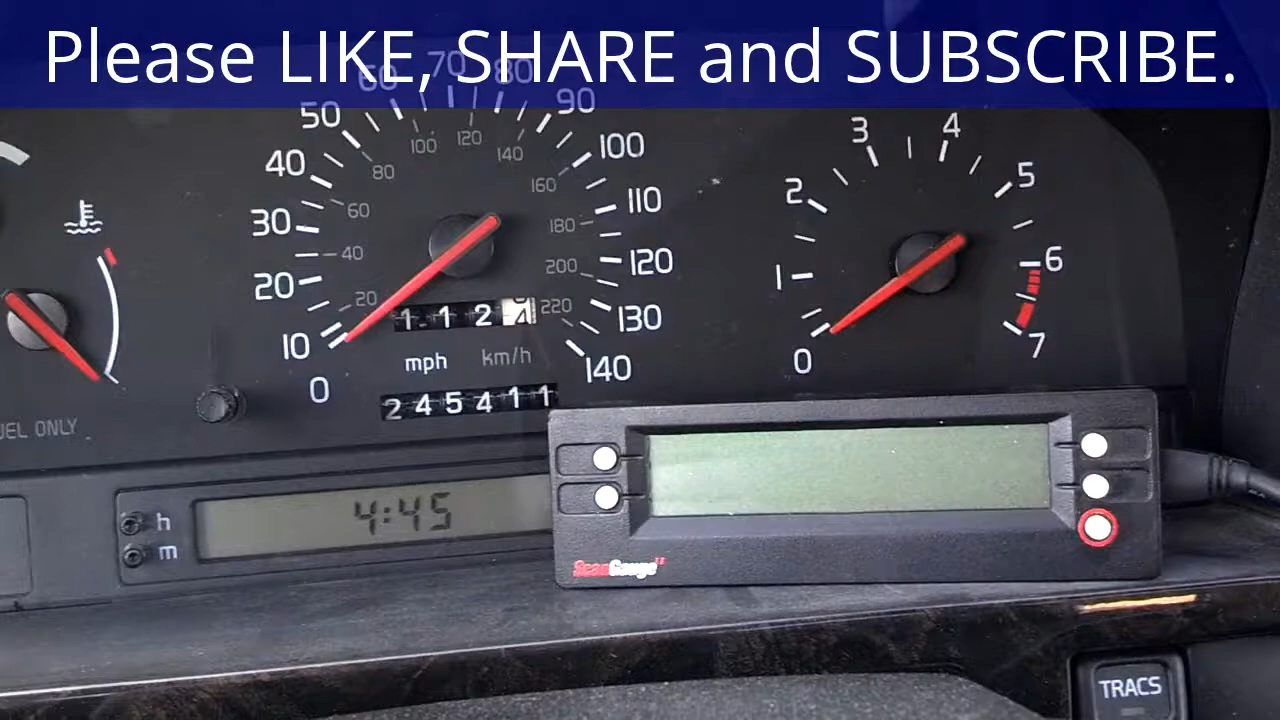 Please LIKE, SHARE and SUBSCRIBE.
0 10 20 30 40 50 60 70 80 90 100 110 120 130 140
20 40 60 80 100 120 140 160 180 200 220
1 1 2 4
mph km/h
2 4 5 4 1 1
0 1 2 3 4 5 6 7
UEL ONLY
h
m
4:45
ScanGauge II
TRACS